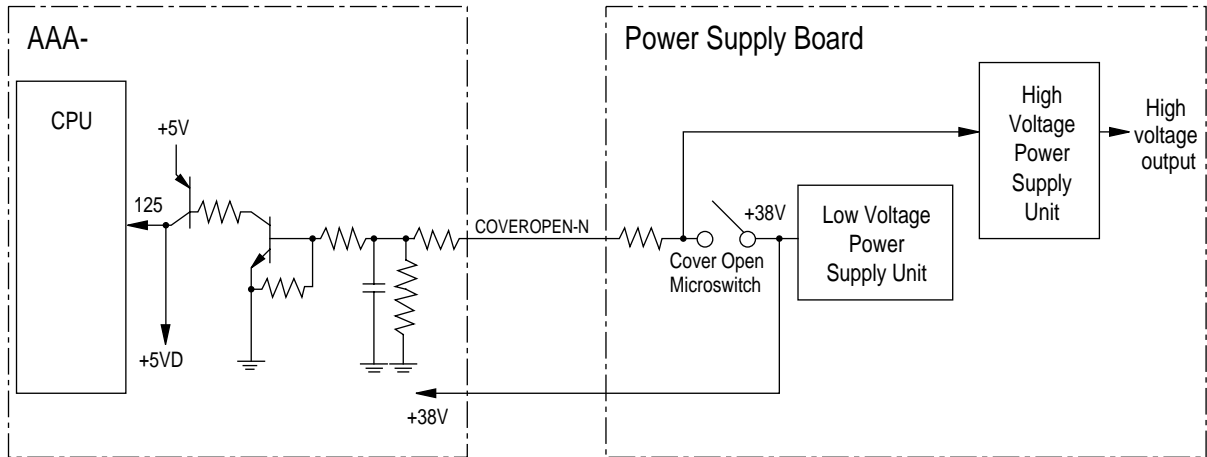 AAA-
CPU
+5V
125
+5VD
COVEROPEN-N
+38V
Power Supply Board
Cover Open
Microswitch
+38V
Low Voltage
Power
Supply Unit
High
Voltage
Power
Supply
Unit
High
voltage
output